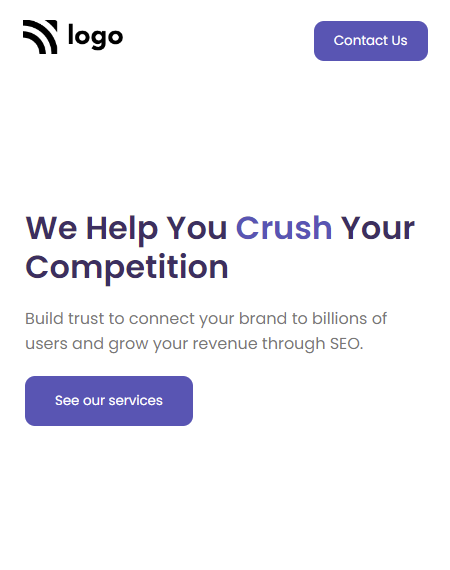 logo
Contact Us
We Help You Crush Your
Competition
Build trust to connect your brand to billions of
users and grow your revenue through SEO.
See our services